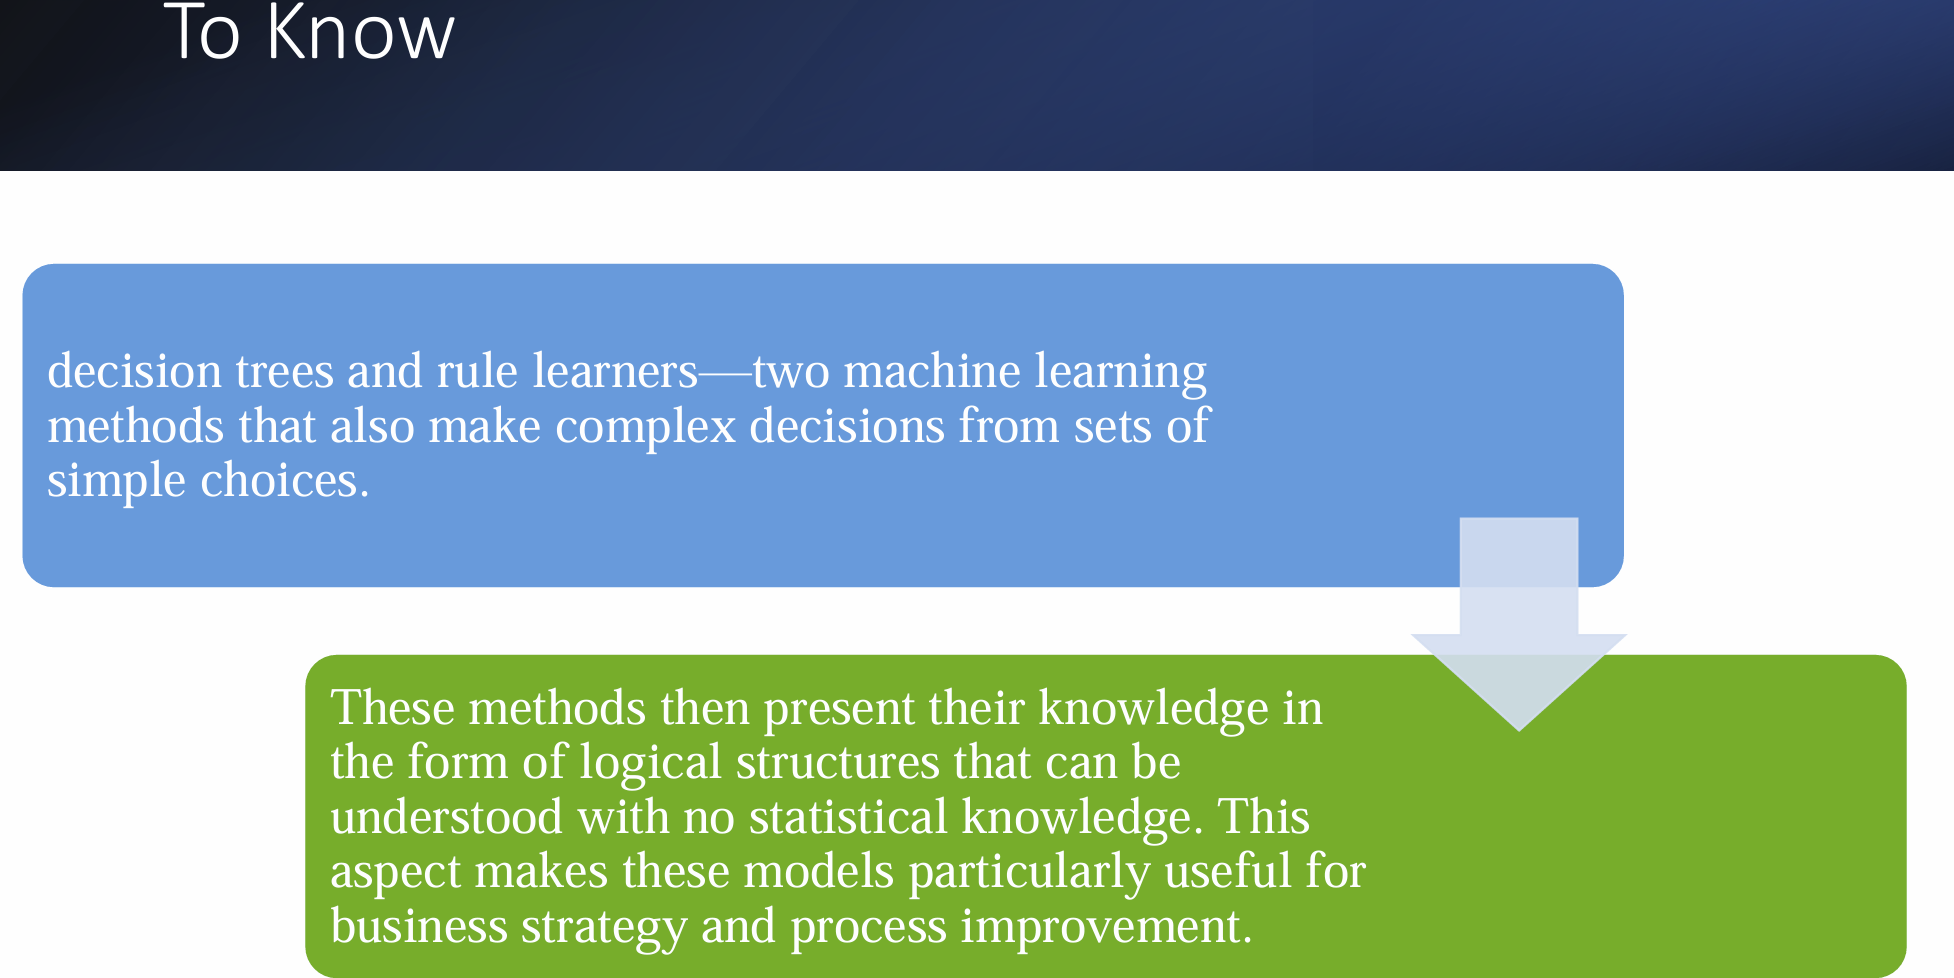 To Know
decision trees and rule learners—two machine learning
methods that also make complex decisions from sets of
simple choices.
These methods then present their knowledge in
the form of logical structures that can be
understood with no statistical knowledge. This
aspect makes these models particularly useful for
business strategy and process improvement.